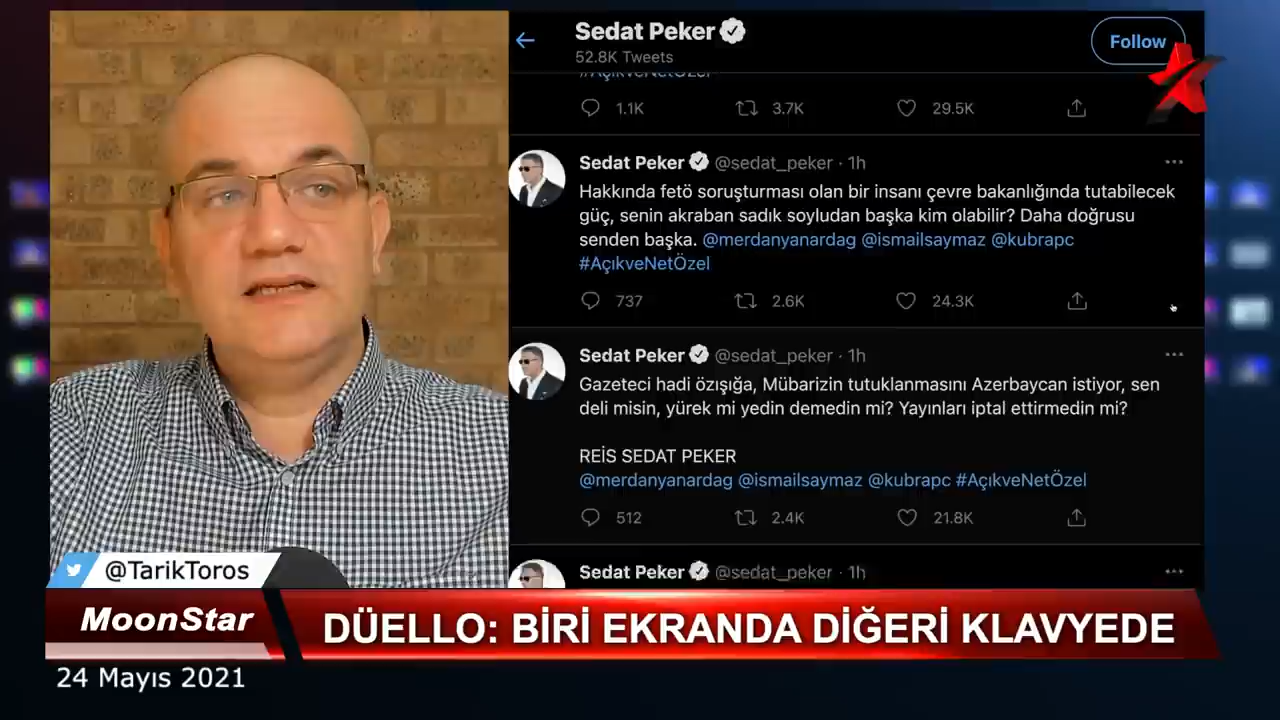 Sedat Peker
52.8K Tweets
Follow
#AçıkveNetÖzel
1.1K
3.7K
29.5K
Sedat Peker @sedat_peker · 1h
Hakkında fetö soruşturması olan bir insanı çevre bakanlığında tutabilecek
güç, senin akraban sadık soyludan başka kim olabilir? Daha doğrusu
senden başka. @merdanyanardag @ismailsaymaz @kubrapc
#AçıkveNetÖzel
737
2.6K
24.3K
Sedat Peker @sedat_peker · 1h
Gazeteci hadi özışığa, Mübarizin tutuklanmasını Azerbaycan istiyor, sen
deli misin, yürek mi yedin demedin mi? Yayınları iptal ettirmedin mi?
REİS SEDAT PEKER
@merdanyanardag @ismailsaymaz @kubrapc #AçıkveNetÖzel
512
2.4K
21.8K
Sedat Peker @sedat_peker · 1h
@TarikToros
MoonStar
DÜELLO: BİRİ EKRANDA DİĞERİ KLAVYEDE
24 Mayıs 2021